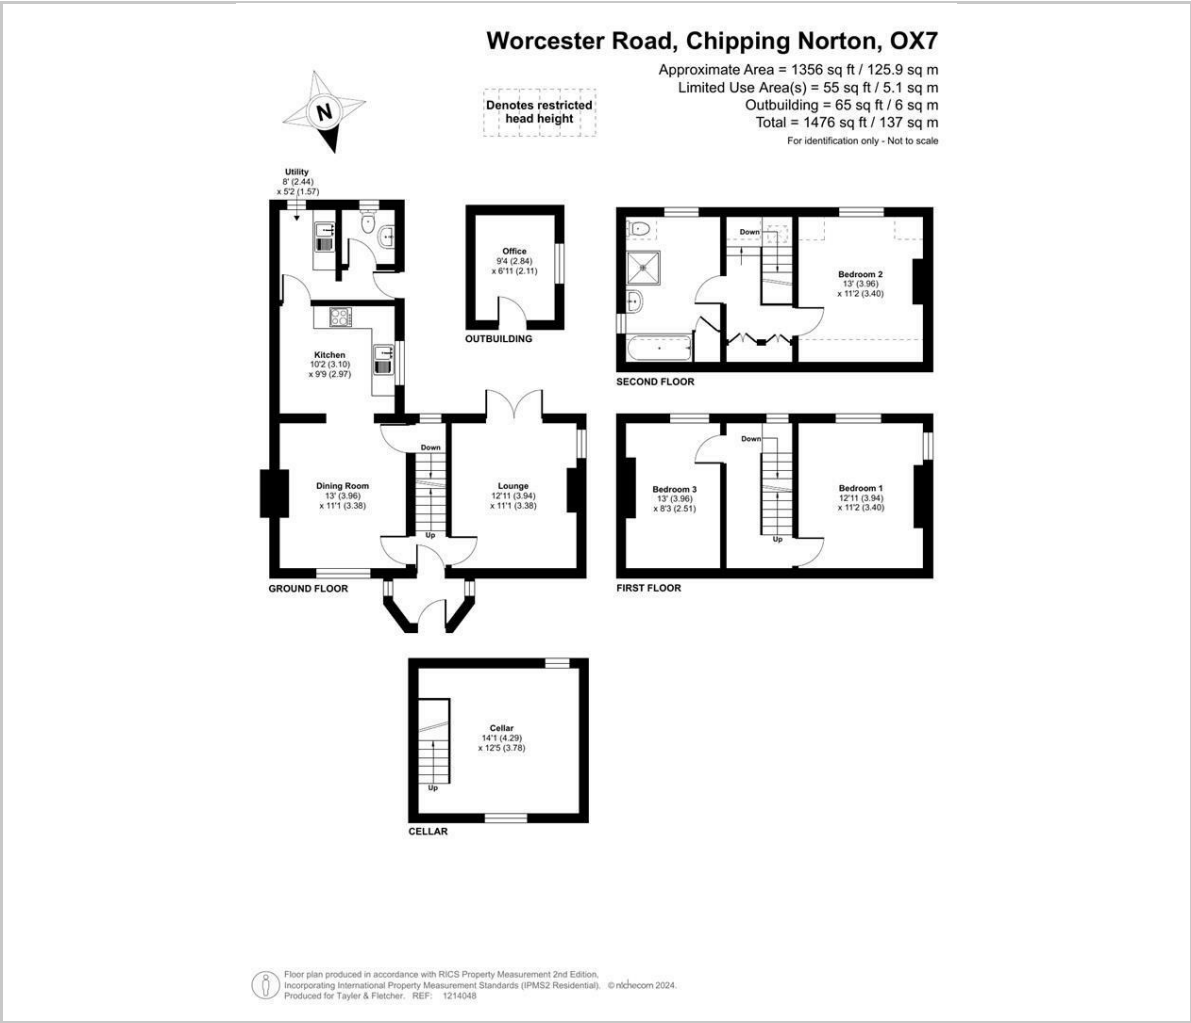 Worcester Road, Chipping Norton, OX7
Approximate Area = 1356 sq ft / 125.9 sq m
Limited Use Area(s) = 55 sq ft / 5.1 sq m
Outbuilding = 65 sq ft / 6 sq m
Total = 1476 sq ft / 137 sq m
For identification only - Not to scale
Denotes restricted
head height
N
Utility
8' (2.44)
x 5'2 (1.57)
Kitchen
10'2 (3.10)
x 9'9 (2.97)
Dining Room
13' (3.96)
x 11'1 (3.38)
Down
Up
Lounge
12'11 (3.94)
x 11'1 (3.38)
GROUND FLOOR
Office
9'4 (2.84)
x 6'11 (2.11)
OUTBUILDING
Down
Bedroom 2
13' (3.96)
x 11'2 (3.40)
SECOND FLOOR
Bedroom 3
13' (3.96)
x 8'3 (2.51)
Down
Up
Bedroom 1
12'11 (3.94)
x 11'2 (3.40)
FIRST FLOOR
Cellar
14'1 (4.29)
x 12'5 (3.78)
Up
CELLAR
Floor plan produced in accordance with RICS Property Measurement 2nd Edition,
Incorporating International Property Measurement Standards (IPMS2 Residential). © nichecom 2024.
Produced for Tayler & Fletcher. REF: 1214048